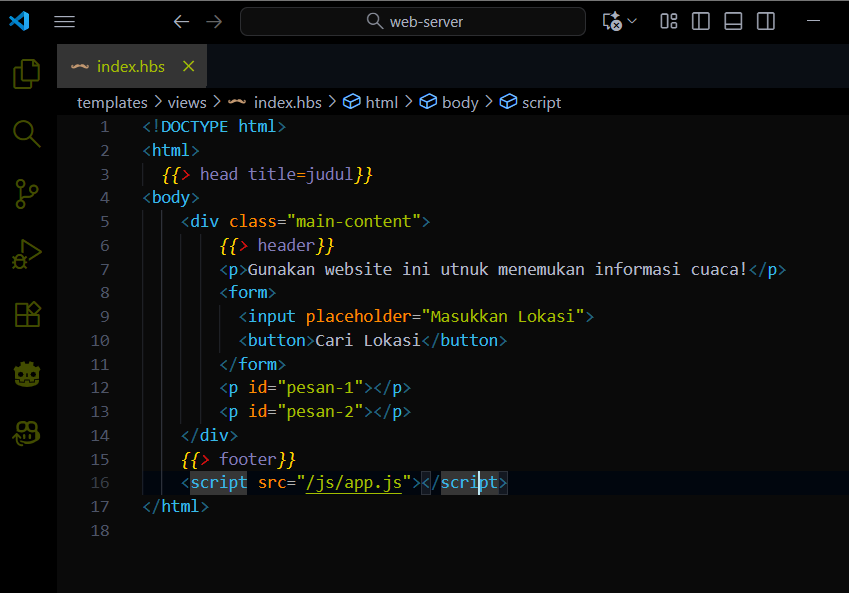 web-server
index.hbs
templates > views > index.hbs > html > body > script
1 <!DOCTYPE html>
2 <html>
3 {{> head title=judul}}
4 <body>
5 <div class="main-content">
6 {{> header}}
7 <p>Gunakan website ini utnuk menemukan informasi cuaca!</p>
8 <form>
9 <input placeholder="Masukkan Lokasi">
10 <button>Cari Lokasi</button>
11 </form>
12 <p id="pesan-1"></p>
13 <p id="pesan-2"></p>
14 </div>
15 {{> footer}}
16 <script src="/js/app.js"></script>
17 </html>
18